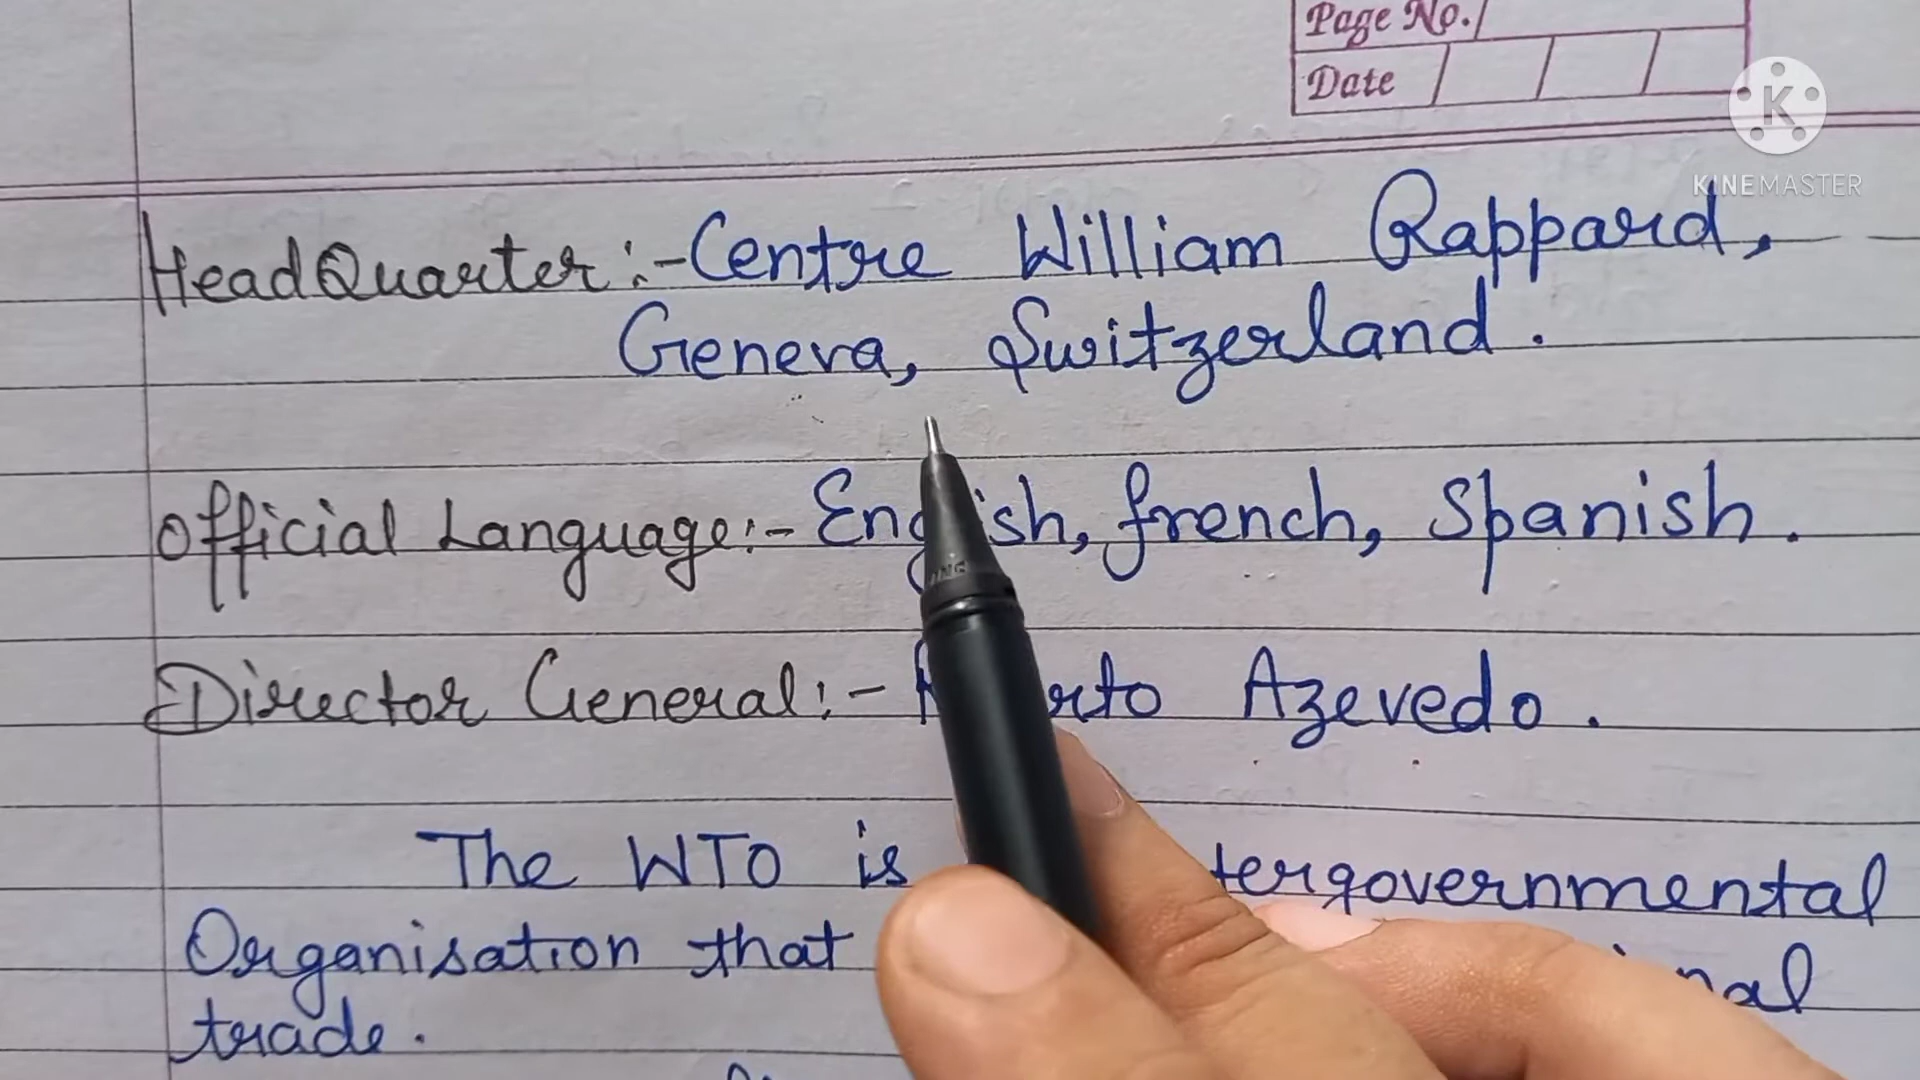 Page No.
Date
KINEMASTER
HeadQuarter :- Centre William Rappard,
Geneva, Switzerland.
Official Language :- English, french, Spanish.
Director General :- Azevedo.
The WTO is
Organisation that
trade.